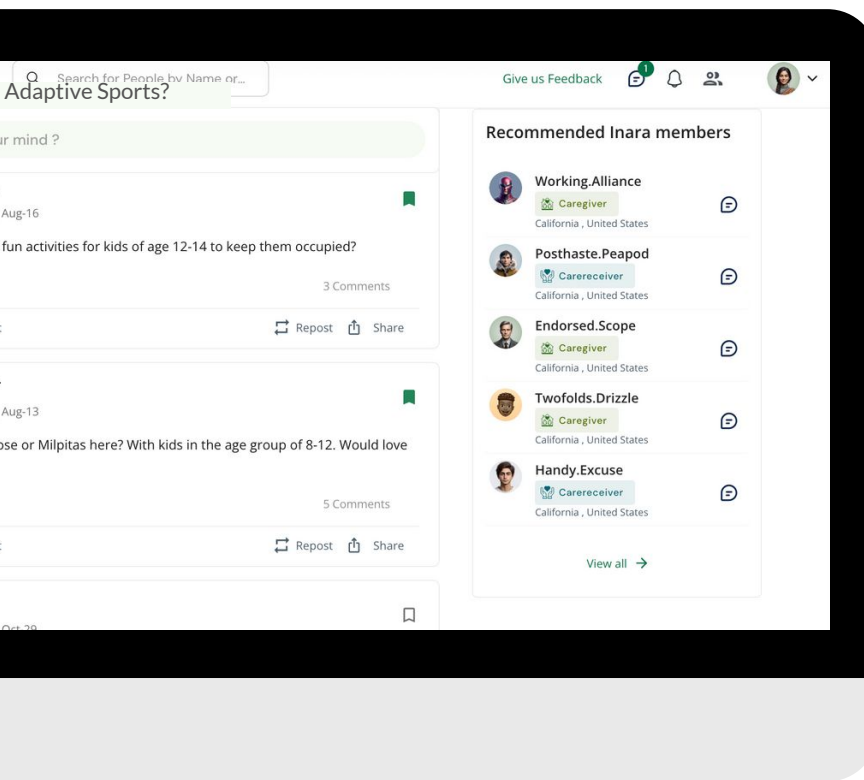 Search for People by Name or...
Adaptive Sports?
Give us Feedback
1
ur mind ?
Aug-16
fun activities for kids of age 12-14 to keep them occupied?
3 Comments
Repost
Share
Aug-13
ose or Milpitas here? With kids in the age group of 8-12. Would love
5 Comments
Repost
Share
Oct-29
Recommended Inara members
Working.Alliance
Caregiver
California , United States
Posthaste.Peapod
Carereceiver
California , United States
Endorsed.Scope
Caregiver
California , United States
Twofolds.Drizzle
Caregiver
California , United States
Handy.Excuse
Carereceiver
California , United States
View all